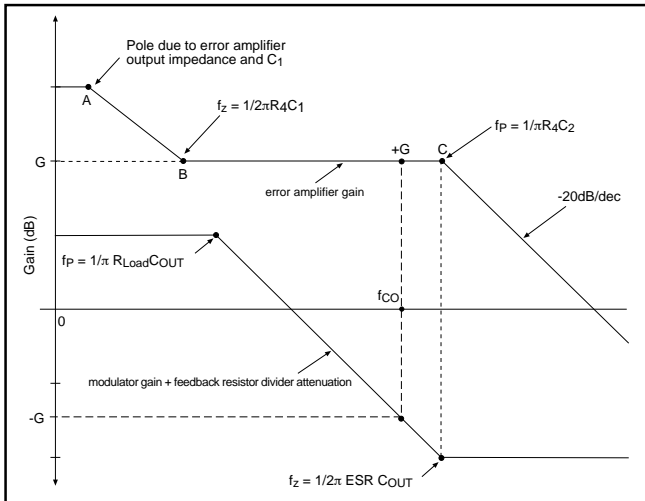 Pole due to error amplifier
output impedance and C1
A
fz = 1/2πR4C1
fP = 1/πR4C2
+G
C
G
B
error amplifier gain
-20dB/dec
Gain (dB)
fP = 1/π RLoadCOUT
fCO
0
modulator gain + feedback resistor divider attenuation
-G
fz = 1/2π ESR COUT